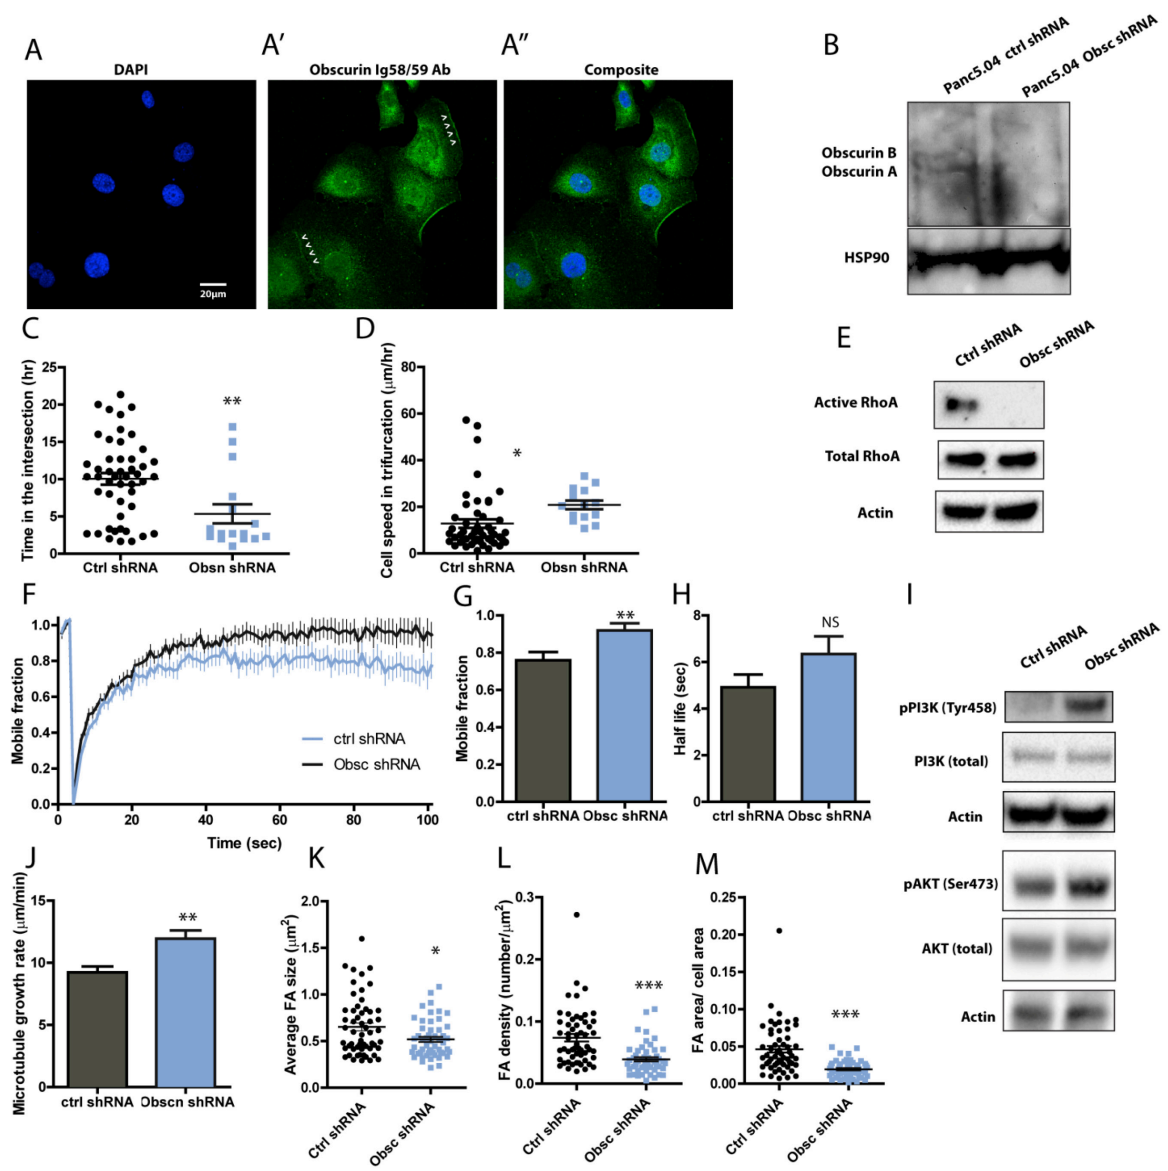 A
DAPI
20μm
A'
Obscurin Ig58/59 Ab
A"
Composite
B
Panc5.04 ctrl shRNA
Panc5.04 Obsc shRNA
Obscurin B
Obscurin A
HSP90
C
Time in the intersection (hr)
25
20
15
10
5
0
**
Ctrl shRNA
Obsn shRNA
D
Cell speed in trifurcation (μm/hr)
80
60
40
20
0
*
Ctrl shRNA
Obsn shRNA
E
Ctrl shRNA
Obsc shRNA
Active RhoA
Total RhoA
Actin
F
Mobile fraction
1.0
0.8
0.6
0.4
0.2
0.0
ctrl shRNA
Obsc shRNA
0 20 40 60 80 100
Time (sec)
G
Mobile fraction
1.0
0.8
0.6
0.4
0.2
0.0
**
ctrl shRNA
Obsc shRNA
H
Half life (sec)
8
6
4
2
0
NS
ctrl shRNA
Obsc shRNA
I
Ctrl shRNA
Obsc shRNA
pPI3K (Tyr458)
PI3K (total)
Actin
pAKT (Ser473)
AKT (total)
Actin
J
Microtubule growth rate (μm/min)
15
10
5
0
**
ctrl shRNA
Obscn shRNA
K
Average FA size (μm²)
2.0
1.5
1.0
0.5
0.0
*
Ctrl shRNA
Obsc shRNA
L
FA density (number/μm²)
0.3
0.2
0.1
0.0
***
Ctrl shRNA
Obsc shRNA
M
FA area/ cell area
0.25
0.20
0.15
0.10
0.05
0.00
***
Ctrl shRNA
Obsc shRNA